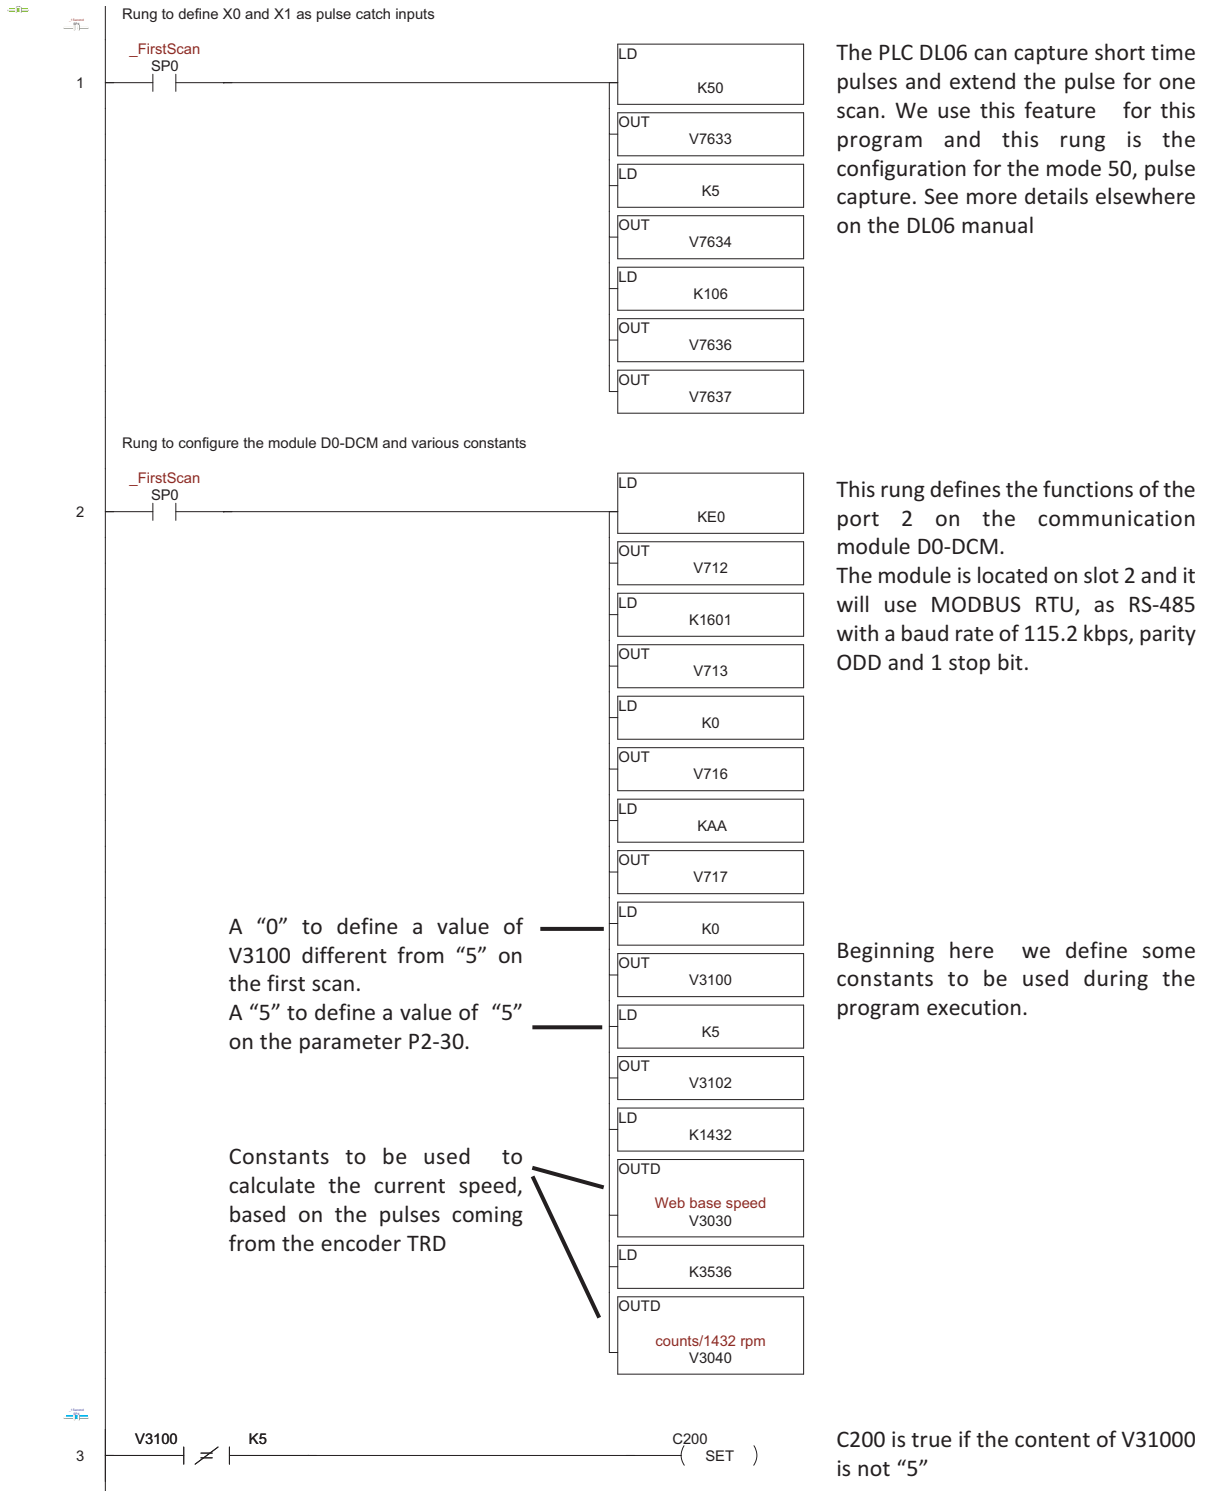 Rung to define X0 and X1 as pulse catch inputs
_FirstScan
SP0
1
LD
K50
OUT
V7633
LD
K5
OUT
V7634
LD
K106
OUT
V7636
OUT
V7637
The PLC DL06 can capture short time
pulses and extend the pulse for one
scan. We use this feature for this
program and this rung is the
configuration for the mode 50, pulse
capture. See more details elsewhere
on the DL06 manual
Rung to configure the module D0-DCM and various constants
_FirstScan
SP0
2
LD
KE0
OUT
V712
LD
K1601
OUT
V713
LD
K0
OUT
V716
LD
KAA
OUT
V717
LD
K0
OUT
V3100
LD
K5
OUT
V3102
LD
K1432
OUTD
Web base speed
V3030
LD
K3536
OUTD
counts/1432 rpm
V3040
This rung defines the functions of the
port 2 on the communication
module D0-DCM.
The module is located on slot 2 and it
will use MODBUS RTU, as RS-485
with a baud rate of 115.2 kbps, parity
ODD and 1 stop bit.
A “0” to define a value of
V3100 different from “5” on
the first scan.
A “5” to define a value of “5”
on the parameter P2-30.
Beginning here we define some
constants to be used during the
program execution.
Constants to be used to
calculate the current speed,
based on the pulses coming
from the encoder TRD
3
V3100
K5
C200
SET
C200 is true if the content of V31000
is not “5”